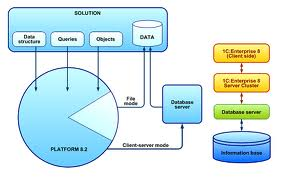 SOLUTION
Data
structure
Queries
Objects
DATA
File
mode
Database
server
PLATFORM 8.2
Client-server mode
1C:Enterprise 8
(Client side)
1C:Enterprise 8
Server Cluster
Database server
Information base